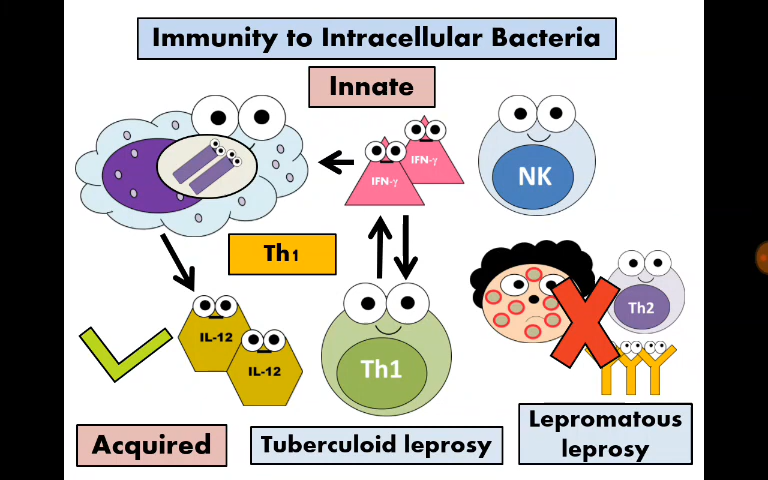 Immunity to Intracellular Bacteria
Innate
IFN-γ
IFN-γ
NK
Th1
IL-12
IL-12
Th1
Th2
Acquired
Tuberculoid leprosy
Lepromatous
leprosy